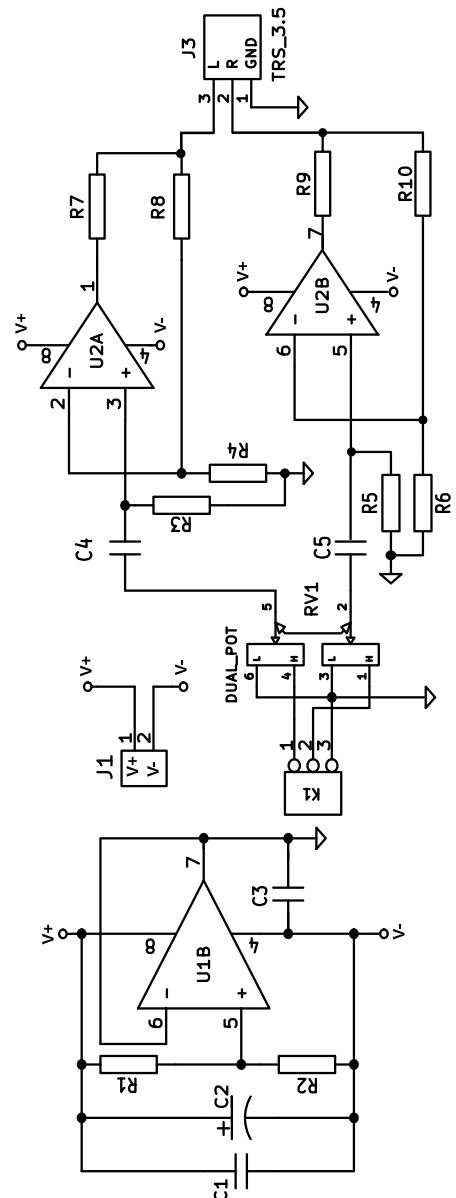 J3
L
R
GND
TRS_3.5
3
2
1
R7
R8
R9
R10
1
7
V+
8
U2A
4
V-
V+
8
U2B
4
V-
-
+
-
+
2
3
6
5
R4
R3
R5
R6
C4
C5
RV1
5
2
DUAL_POT
L
H
L
H
6
4
3
1
V+
V-
1
2
J1
V+
V-
1
2
3
K1
7
C3
V+
8
U1B
4
V-
-
+
6
5
R1
R2
C2
+
C1